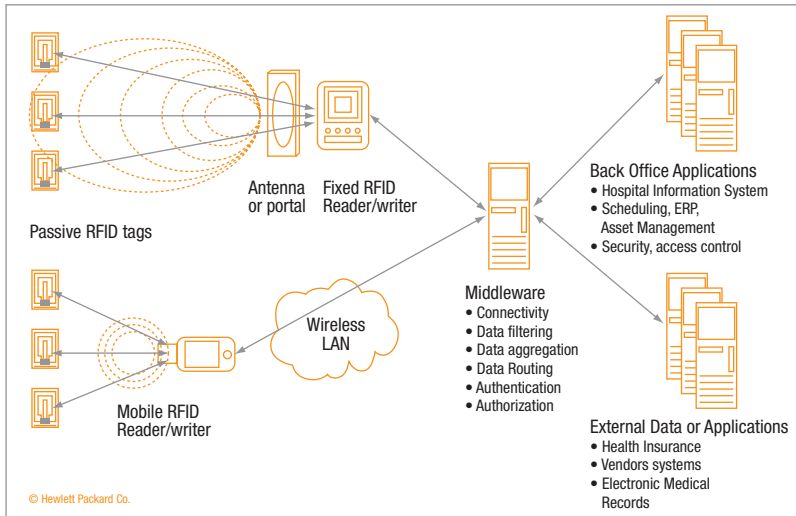 Passive RFID tags
Antenna
or portal
Fixed RFID
Reader/writer
Mobile RFID
Reader/writer
Wireless
LAN
Middleware
• Connectivity
• Data filtering
• Data aggregation
• Data Routing
• Authentication
• Authorization
Back Office Applications
• Hospital Information System
• Scheduling, ERP,
Asset Management
• Security, access control
External Data or Applications
• Health Insurance
• Vendors systems
• Electronic Medical
Records
© Hewlett Packard Co.